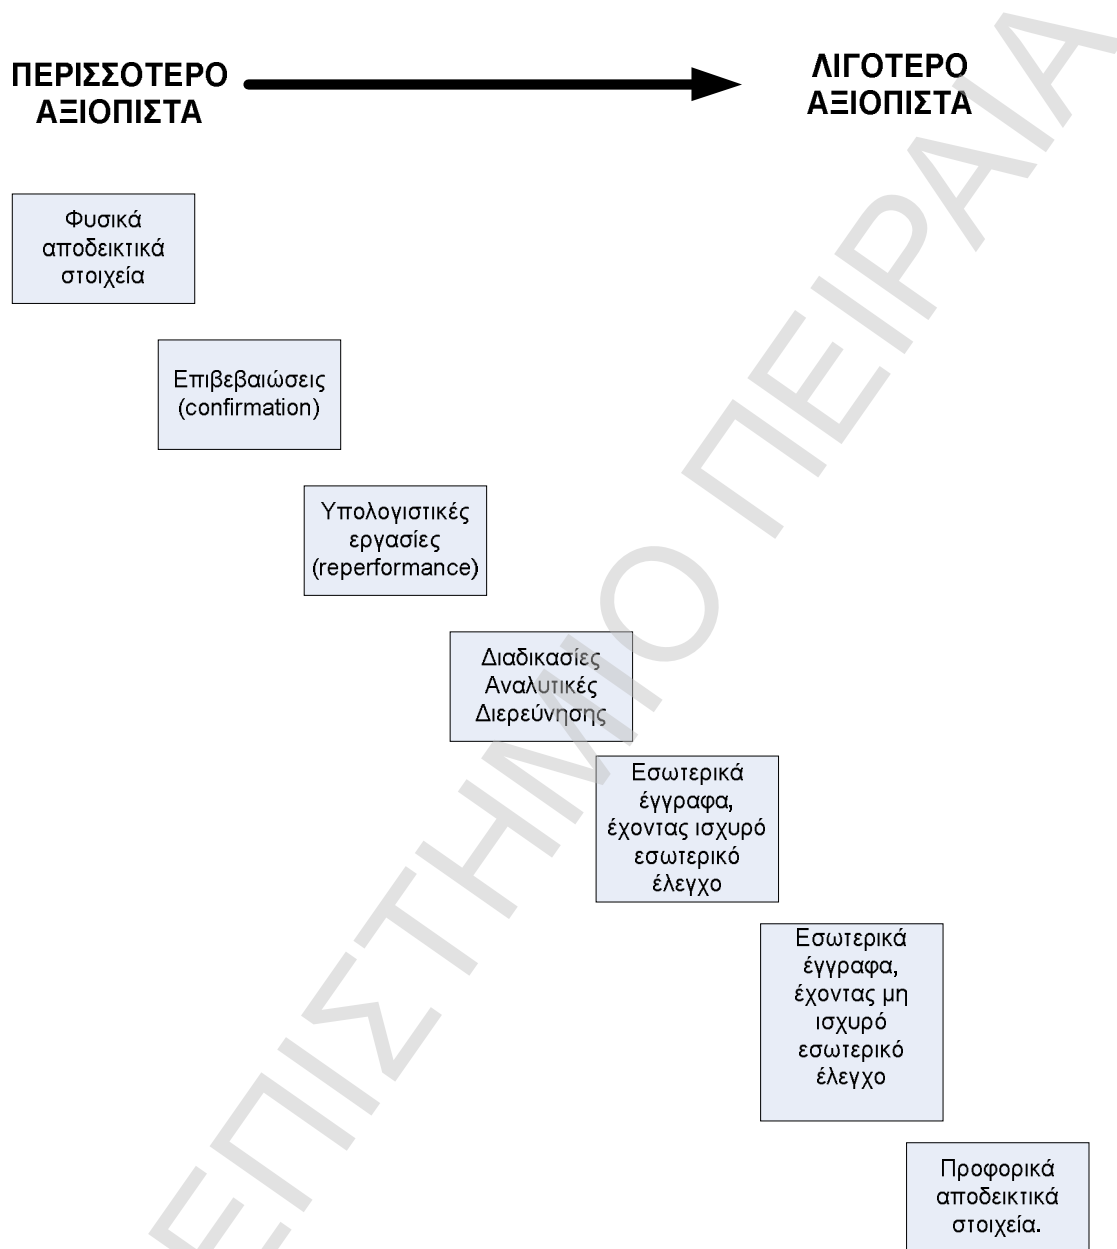 ΠΕΡΙΣΣΟΤΕΡΟ
ΑΞΙΟΠΙΣΤΑ
ΛΙΓΟΤΕΡΟ
ΑΞΙΟΠΙΣΤΑ
Φυσικά
αποδεικτικά
στοιχεία
Επιβεβαιώσεις
(confirmation)
Υπολογιστικές
εργασίες
(reperformance)
Διαδικασίες
Αναλυτικές
Διερεύνησης
Εσωτερικά
έγγραφα,
έχοντας ισχυρό
εσωτερικό
έλεγχο
Εσωτερικά
έγγραφα,
έχοντας μη
ισχυρό
εσωτερικό
έλεγχο
Προφορικά
αποδεικτικά
στοιχεία.
ΕΠΙΣΤΗΜΙΟ ΠΕΙΡΑΙΑ